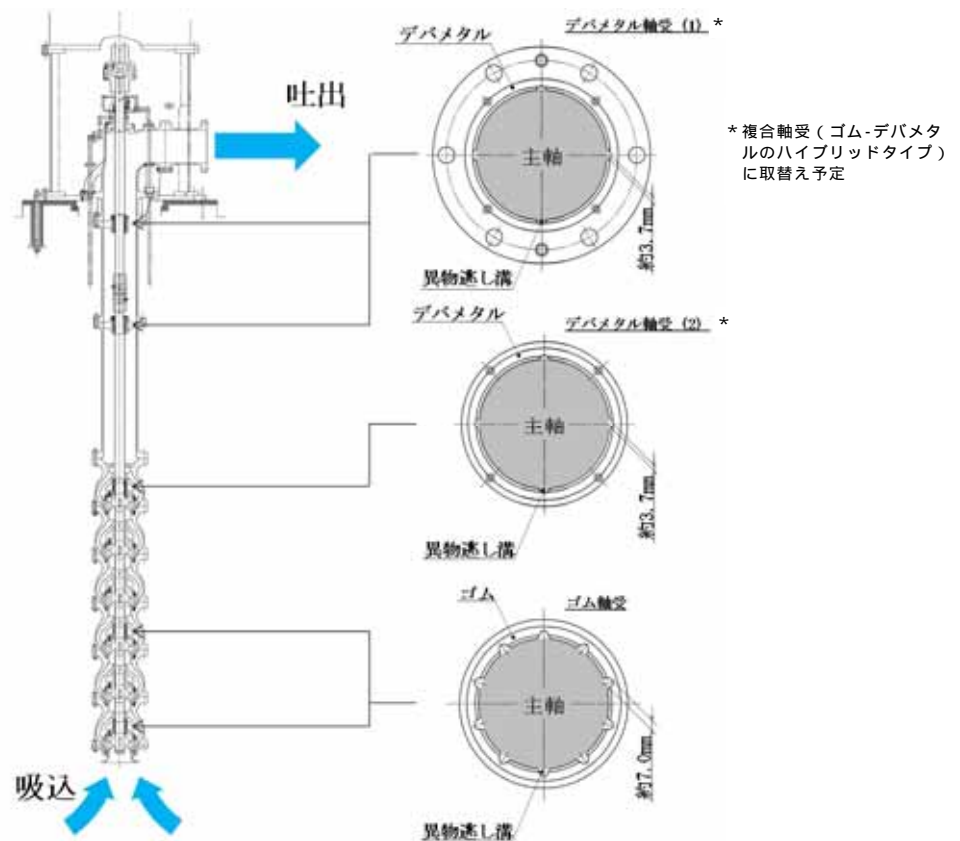 デバメタル
デバメタル軸受 (1) *
吐出
主軸
*複合軸受(ゴム-デバメタ
ルのハイブリッドタイプ)
に取替え予定
約3.7mm
異物逃し溝
デバメタル
デバメタル軸受 (2) *
主軸
約3.7mm
異物逃し溝
ゴム
ゴム軸受
主軸
約7.0mm
吸込
異物逃し溝